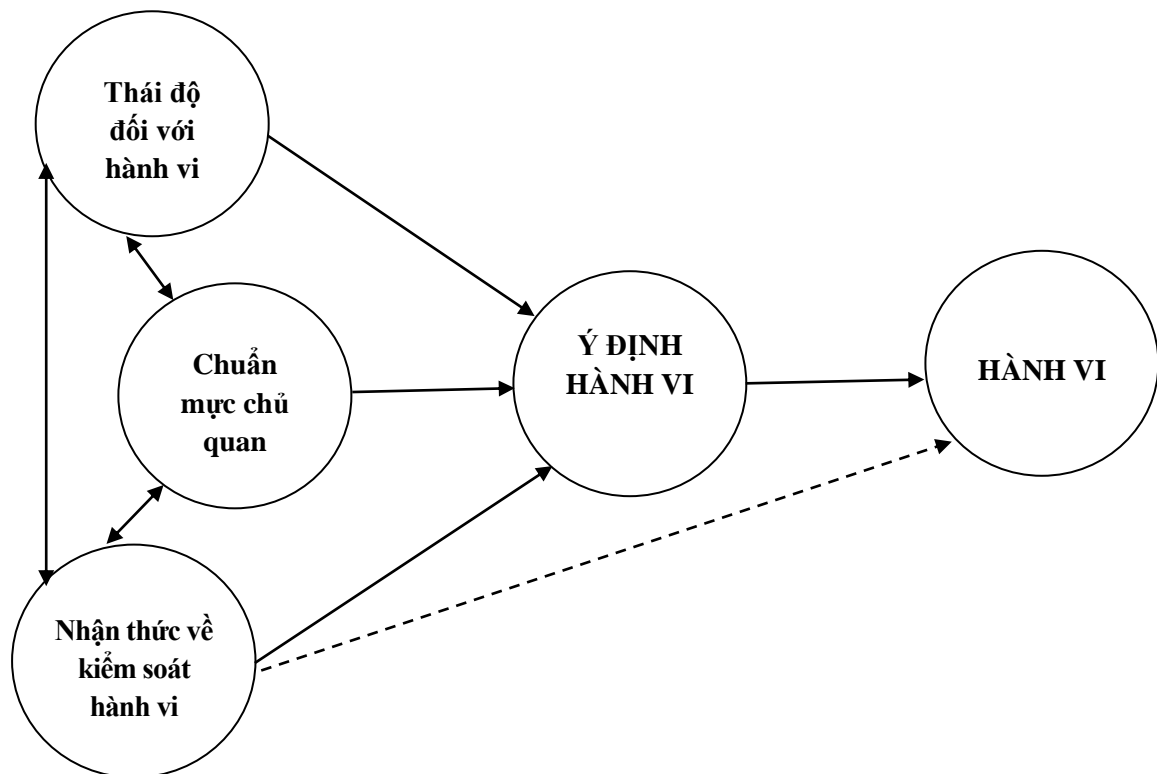 Thái độ
đối với
hành vi
Chuẩn
mực chủ
quan
Nhận thức về
kiểm soát
hành vi
Ý ĐỊNH
HÀNH VI
HÀNH VI